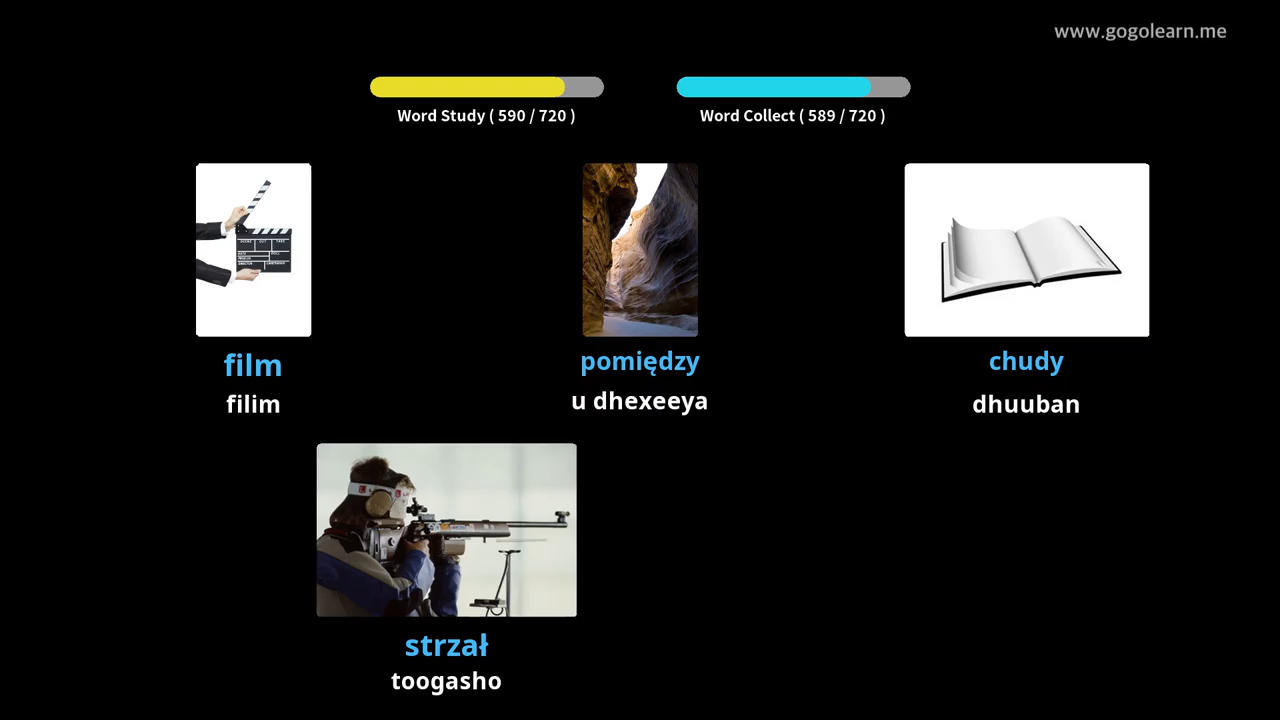 www.gogolearn.me
Word Study ( 590 / 720 )
Word Collect ( 589 / 720 )
film
filim
pomiędzy
u dhexeeya
chudy
dhuuban
strzał
toogasho